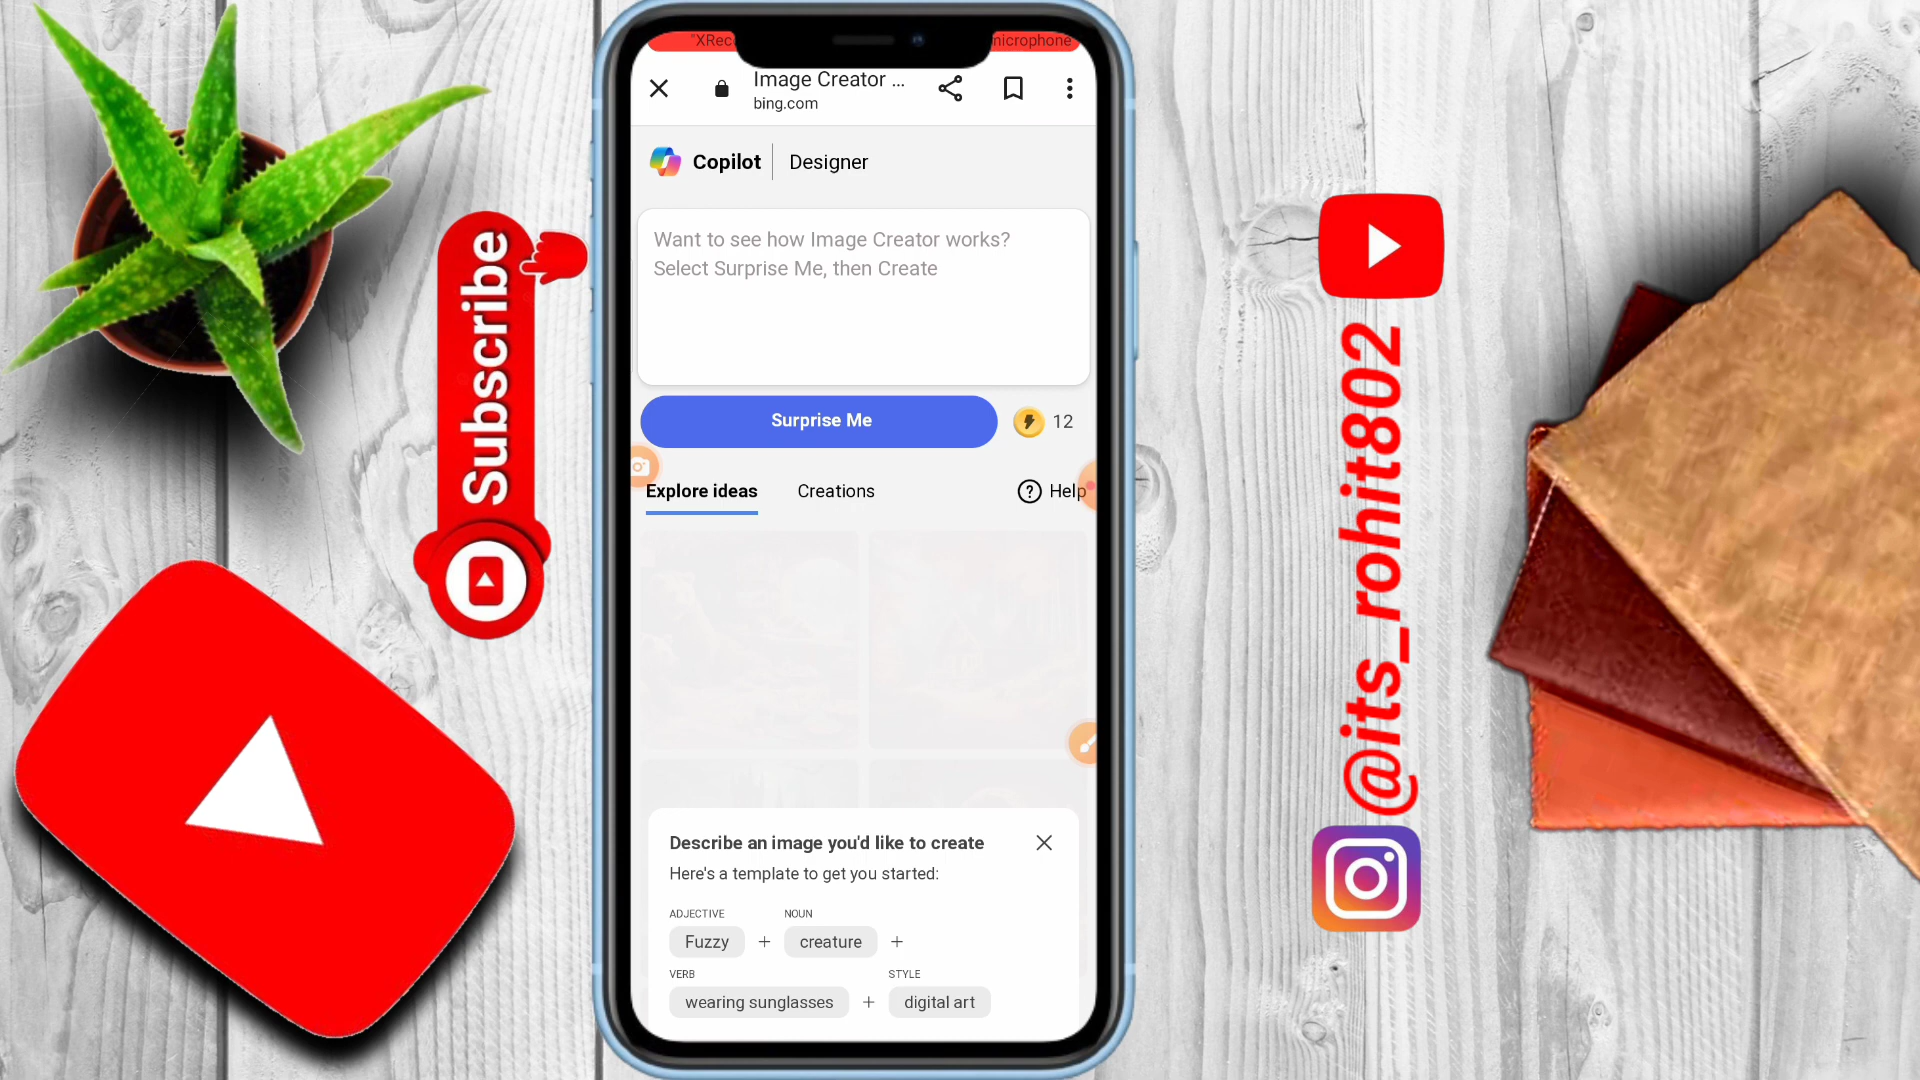 "XRec
microphone
Image Creator ...
bing.com
Copilot
Designer
Want to see how Image Creator works?
Select Surprise Me, then Create
Surprise Me
12
Explore ideas
Creations
Help
Describe an image you'd like to create
Here's a template to get you started:
ADJECTIVE
NOUN
Fuzzy + creature +
VERB
STYLE
wearing sunglasses + digital art
Subscribe
@its_rohit802